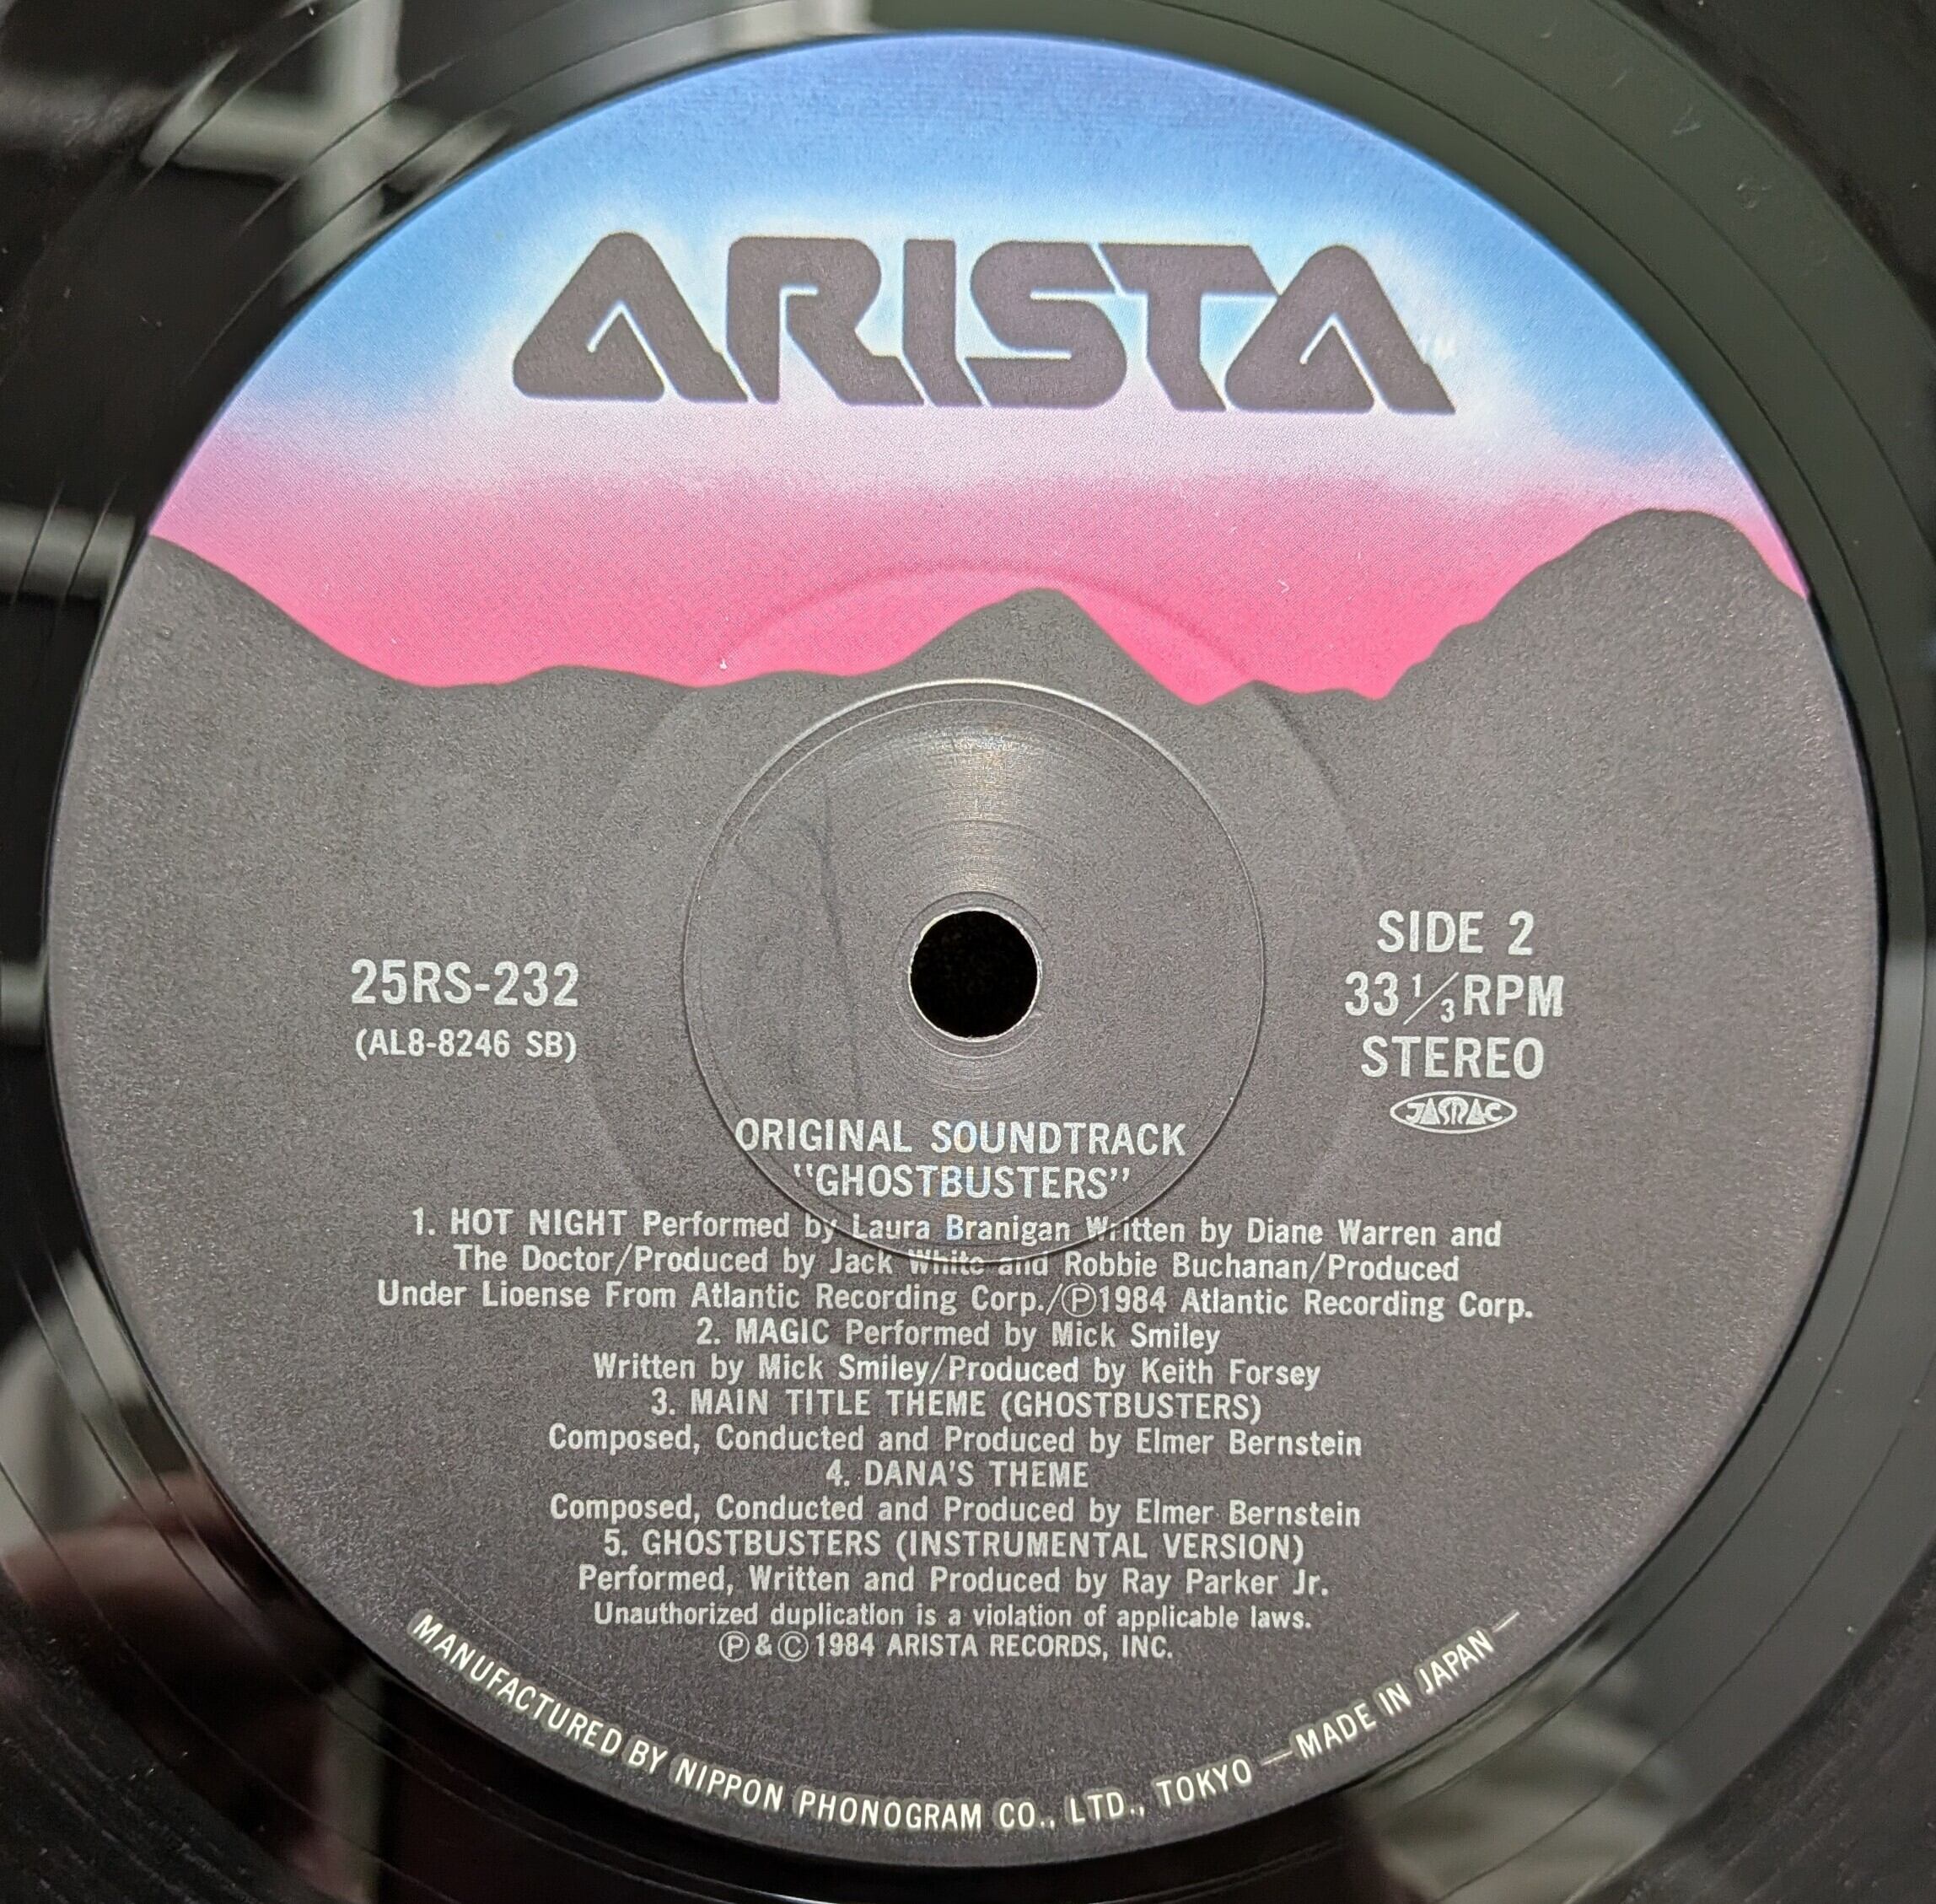 ARISTA
25RS-232
(AL8-8246 SB)
SIDE 2
33 1/3 RPM
STEREO
JASRAC
ORIGINAL SOUNDTRACK
"GHOSTBUSTERS"
1. HOT NIGHT Performed by Laura Branigan Written by Diane Warren and
The Doctor/Produced by Jack White and Robbie Buchanan/Produced
Under Lioense From Atlantic Recording Corp./Ⓟ1984 Atlantic Recording Corp.
2. MAGIC Performed by Mick Smiley
Written by Mick Smiley/Produced by Keith Forsey
3. MAIN TITLE THEME (GHOSTBUSTERS)
Composed, Conducted and Produced by Elmer Bernstein
4. DANA'S THEME
Composed, Conducted and Produced by Elmer Bernstein
5. GHOSTBUSTERS (INSTRUMENTAL VERSION)
Performed, Written and Produced by Ray Parker Jr.
Unauthorized duplication is a violation of applicable laws.
Ⓟ & Ⓒ 1984 ARISTA RECORDS, INC.
MANUFACTURED BY NIPPON PHONOGRAM CO., LTD., TOKYO —MADE IN JAPAN—